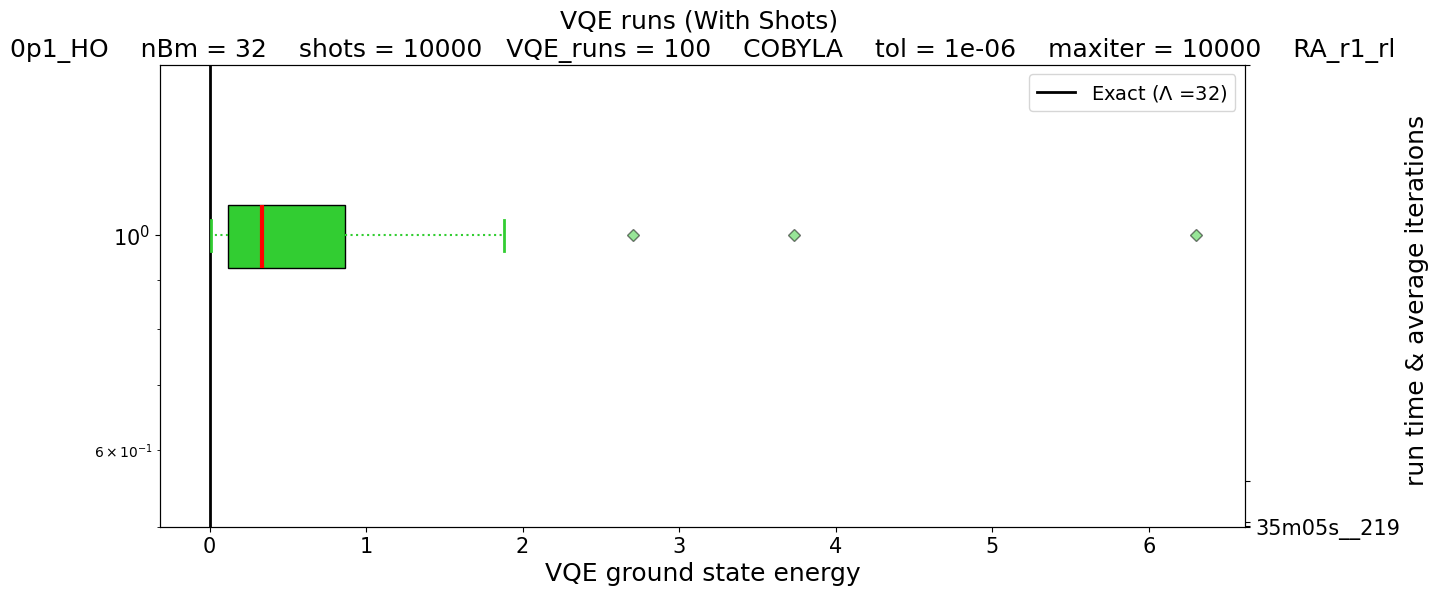 VQE runs (With Shots)
0p1_HO nBm = 32 shots = 10000 VQE_runs = 100 COBYLA tol = 1e-06 maxiter = 10000 RA_r1_rl
Exact (Λ =32)
10⁰
6 × 10⁻¹
run time & average iterations
35m05s__219
0 1 2 3 4 5 6
VQE ground state energy